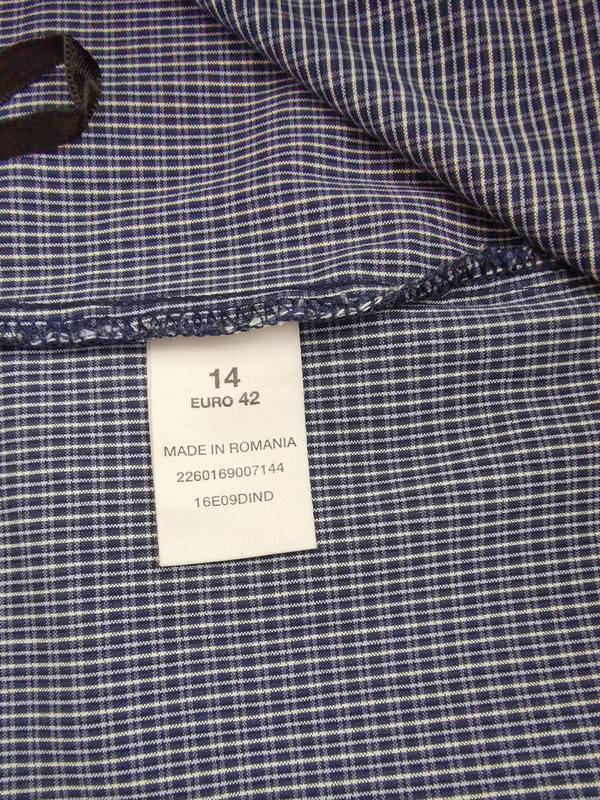 14
EURO 42
MADE IN ROMANIA
2260169007144
16E09DIND